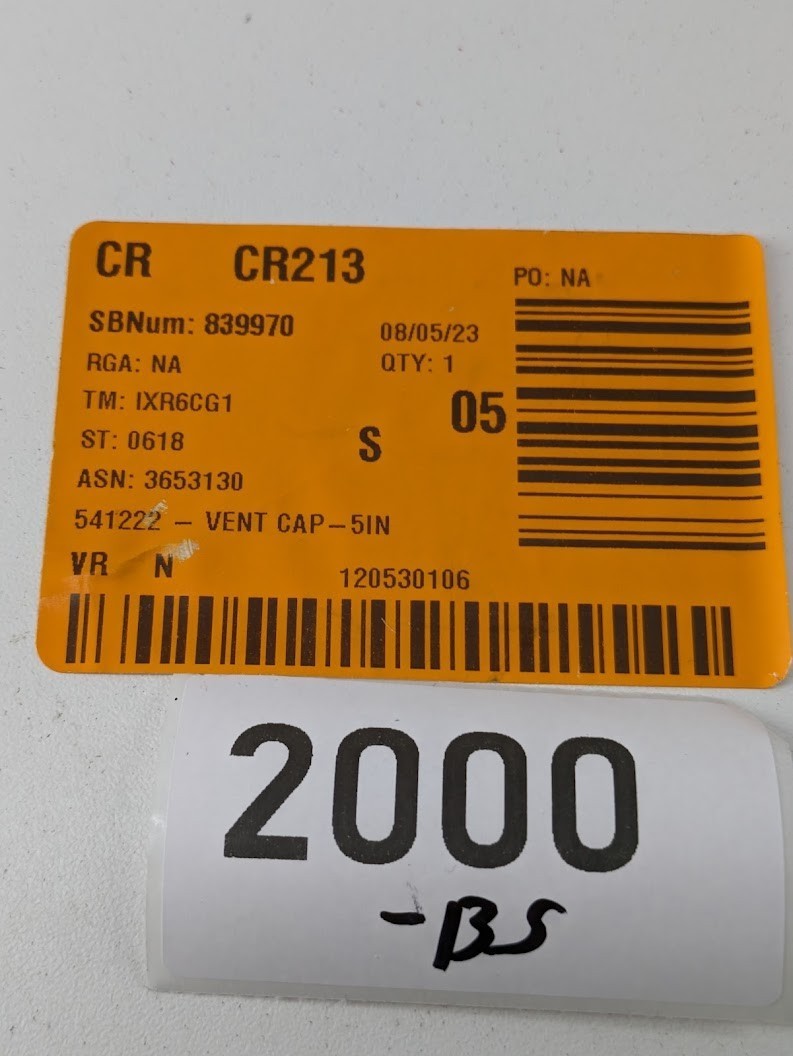 CR CR213
PO: NA
SBNum: 839970
08/05/23
RGA: NA
QTY: 1
TM: IXR6CG1
05
ST: 0618
S
ASN: 3653130
541222 – VENT CAP–5IN
VR N
120530106
2000
-BS